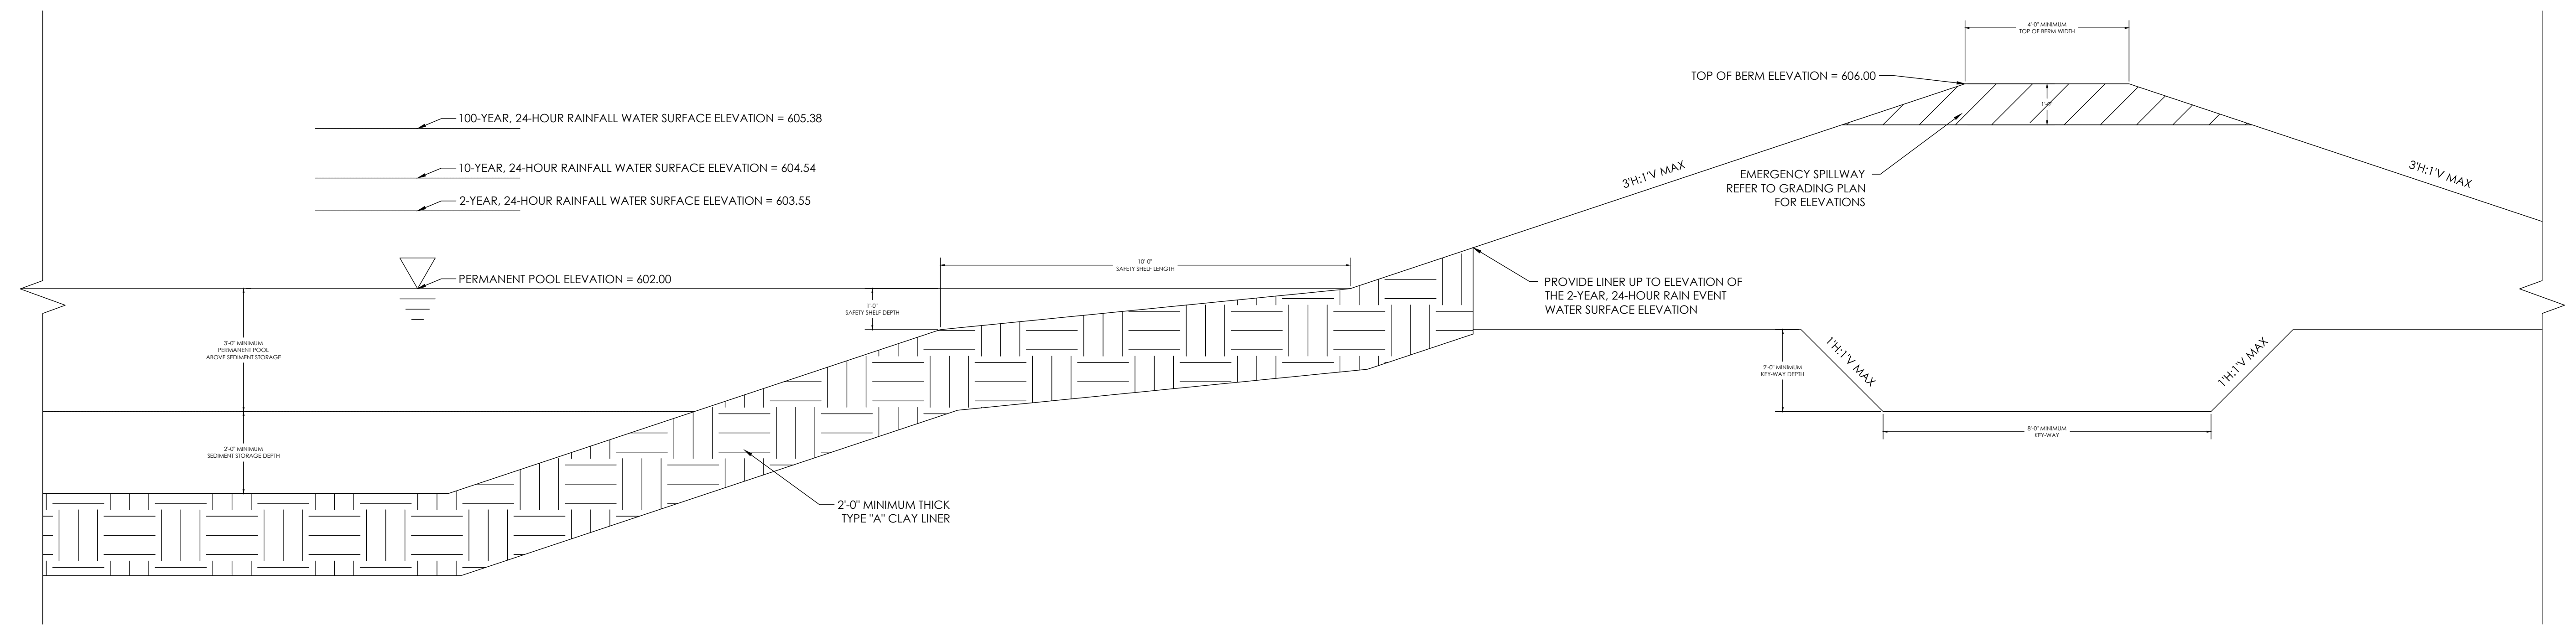 4'-0" MINIMUM
TOP OF BERM WIDTH
TOP OF BERM ELEVATION = 606.00
1'-0"
100-YEAR, 24-HOUR RAINFALL WATER SURFACE ELEVATION = 605.38
10-YEAR, 24-HOUR RAINFALL WATER SURFACE ELEVATION = 604.54
2-YEAR, 24-HOUR RAINFALL WATER SURFACE ELEVATION = 603.55
3'H:1'V MAX
EMERGENCY SPILLWAY
REFER TO GRADING PLAN
FOR ELEVATIONS
3'H:1'V MAX
PERMANENT POOL ELEVATION = 602.00
10'-0"
SAFETY SHELF LENGTH
1'-0"
SAFETY SHELF DEPTH
PROVIDE LINER UP TO ELEVATION OF
THE 2-YEAR, 24-HOUR RAIN EVENT
WATER SURFACE ELEVATION
3'-0" MINIMUM
PERMANENT POOL
ABOVE SEDIMENT STORAGE
2'-0" MINIMUM
KEY-WAY DEPTH
1'H:1'V MAX
1'H:1'V MAX
8'-0" MINIMUM
KEY-WAY
2'-0" MINIMUM
SEDIMENT STORAGE DEPTH
2'-0" MINIMUM THICK
TYPE "A" CLAY LINER